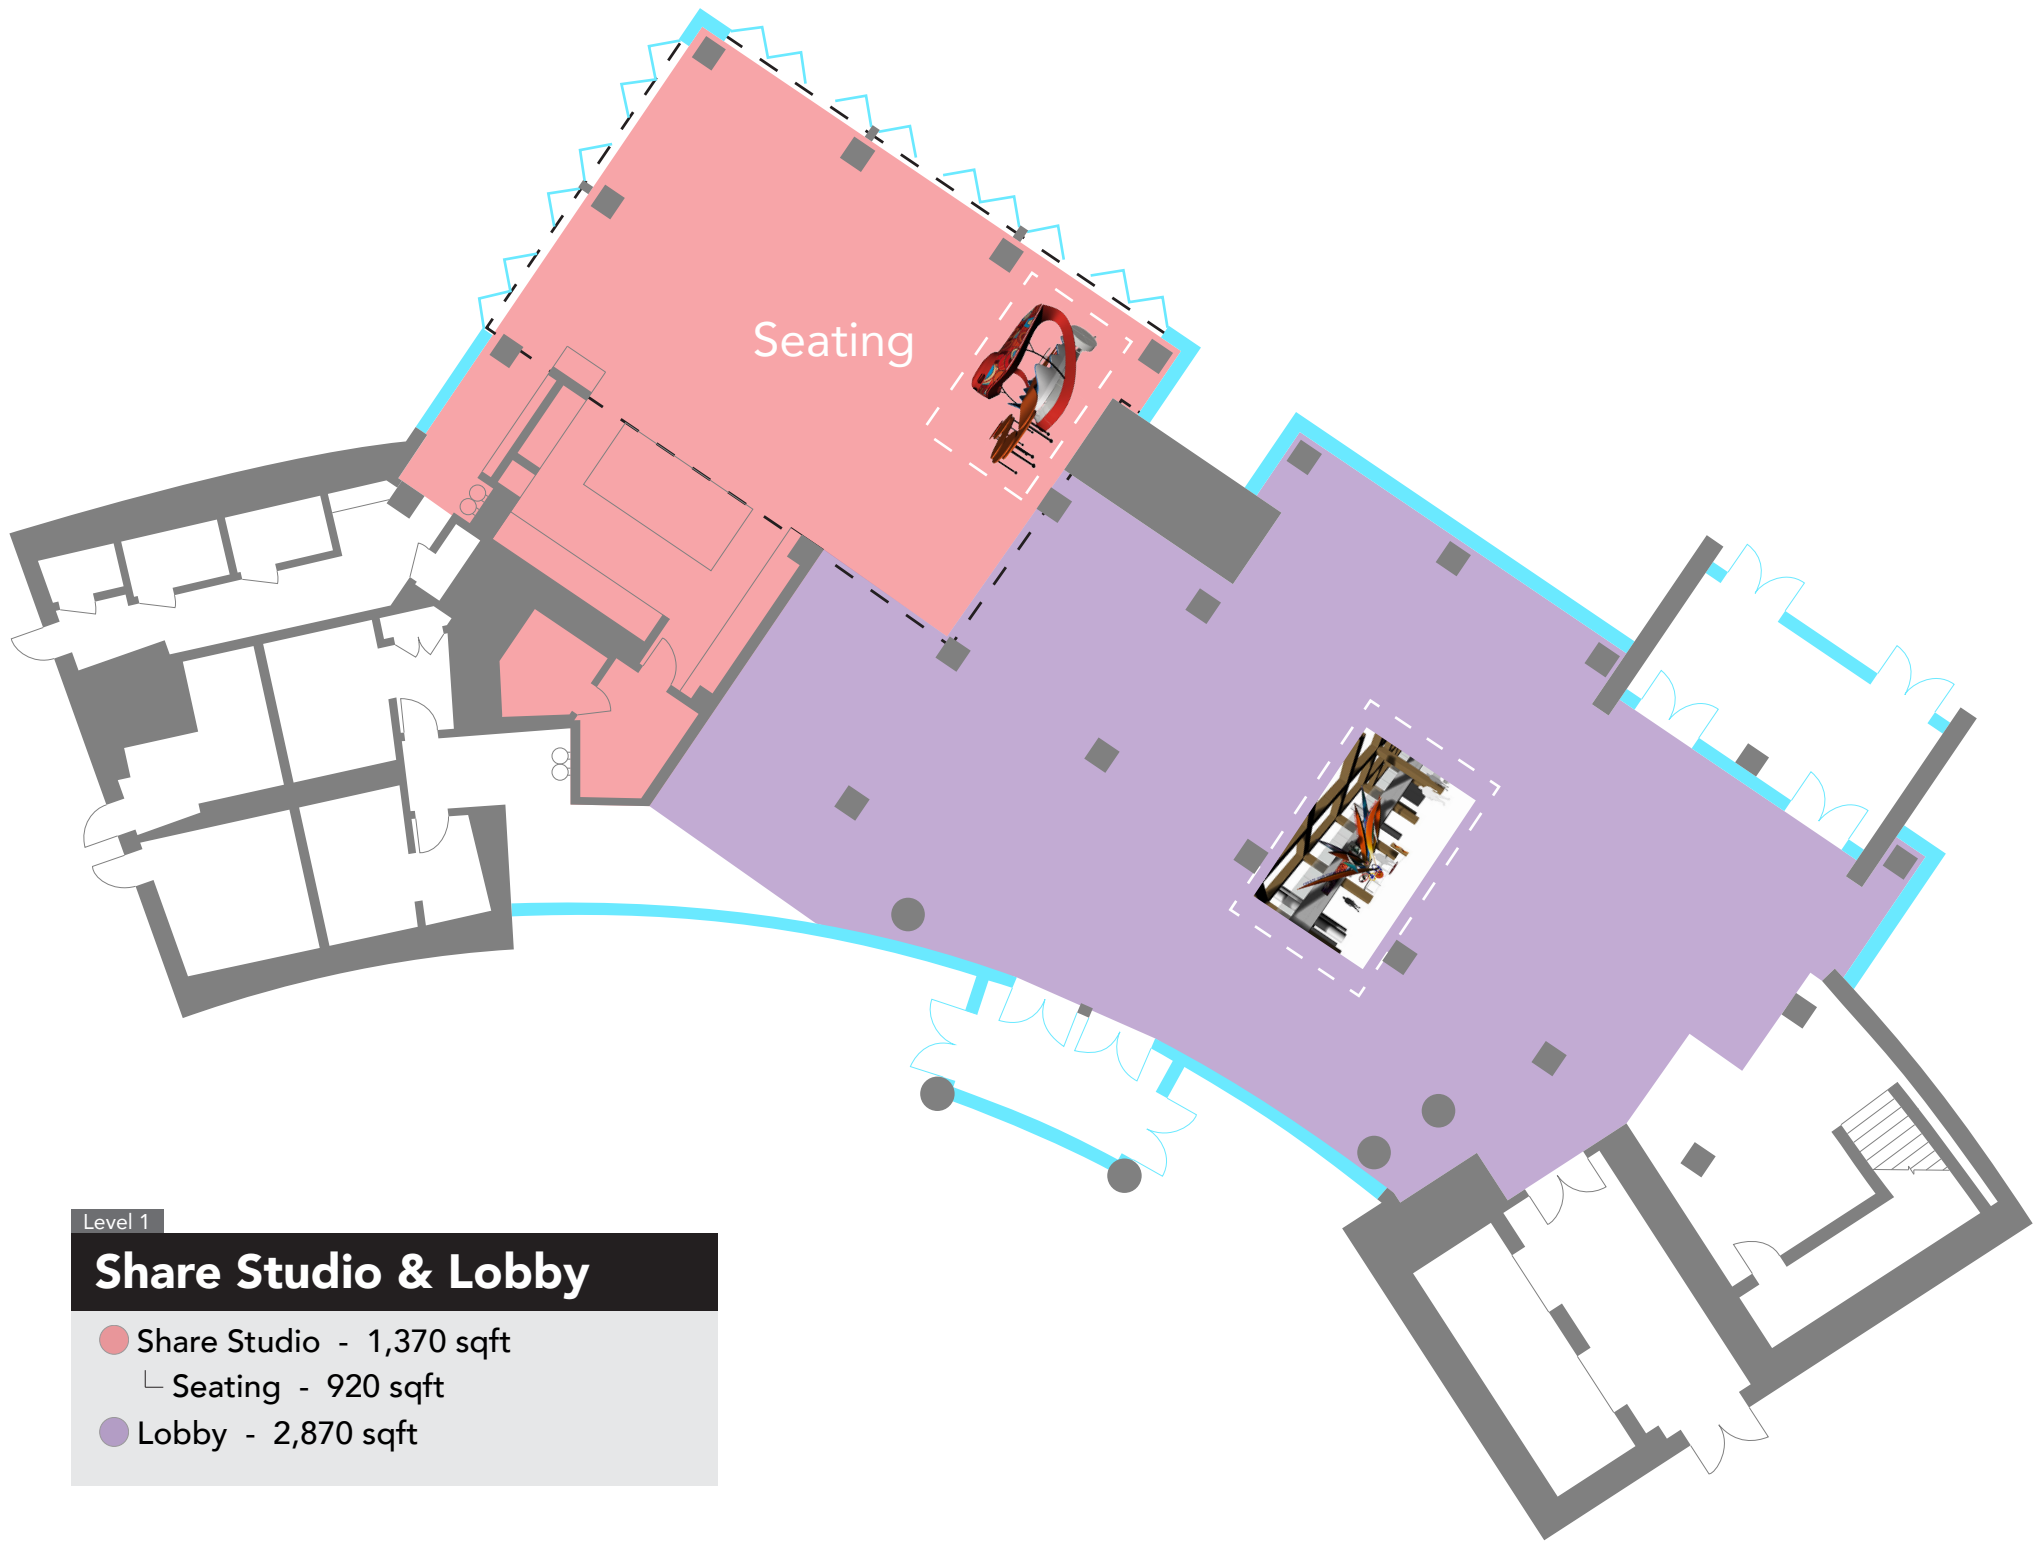 Seating
Level 1
Share Studio & Lobby
Share Studio - 1,370 sqft
Seating - 920 sqft
Lobby - 2,870 sqft